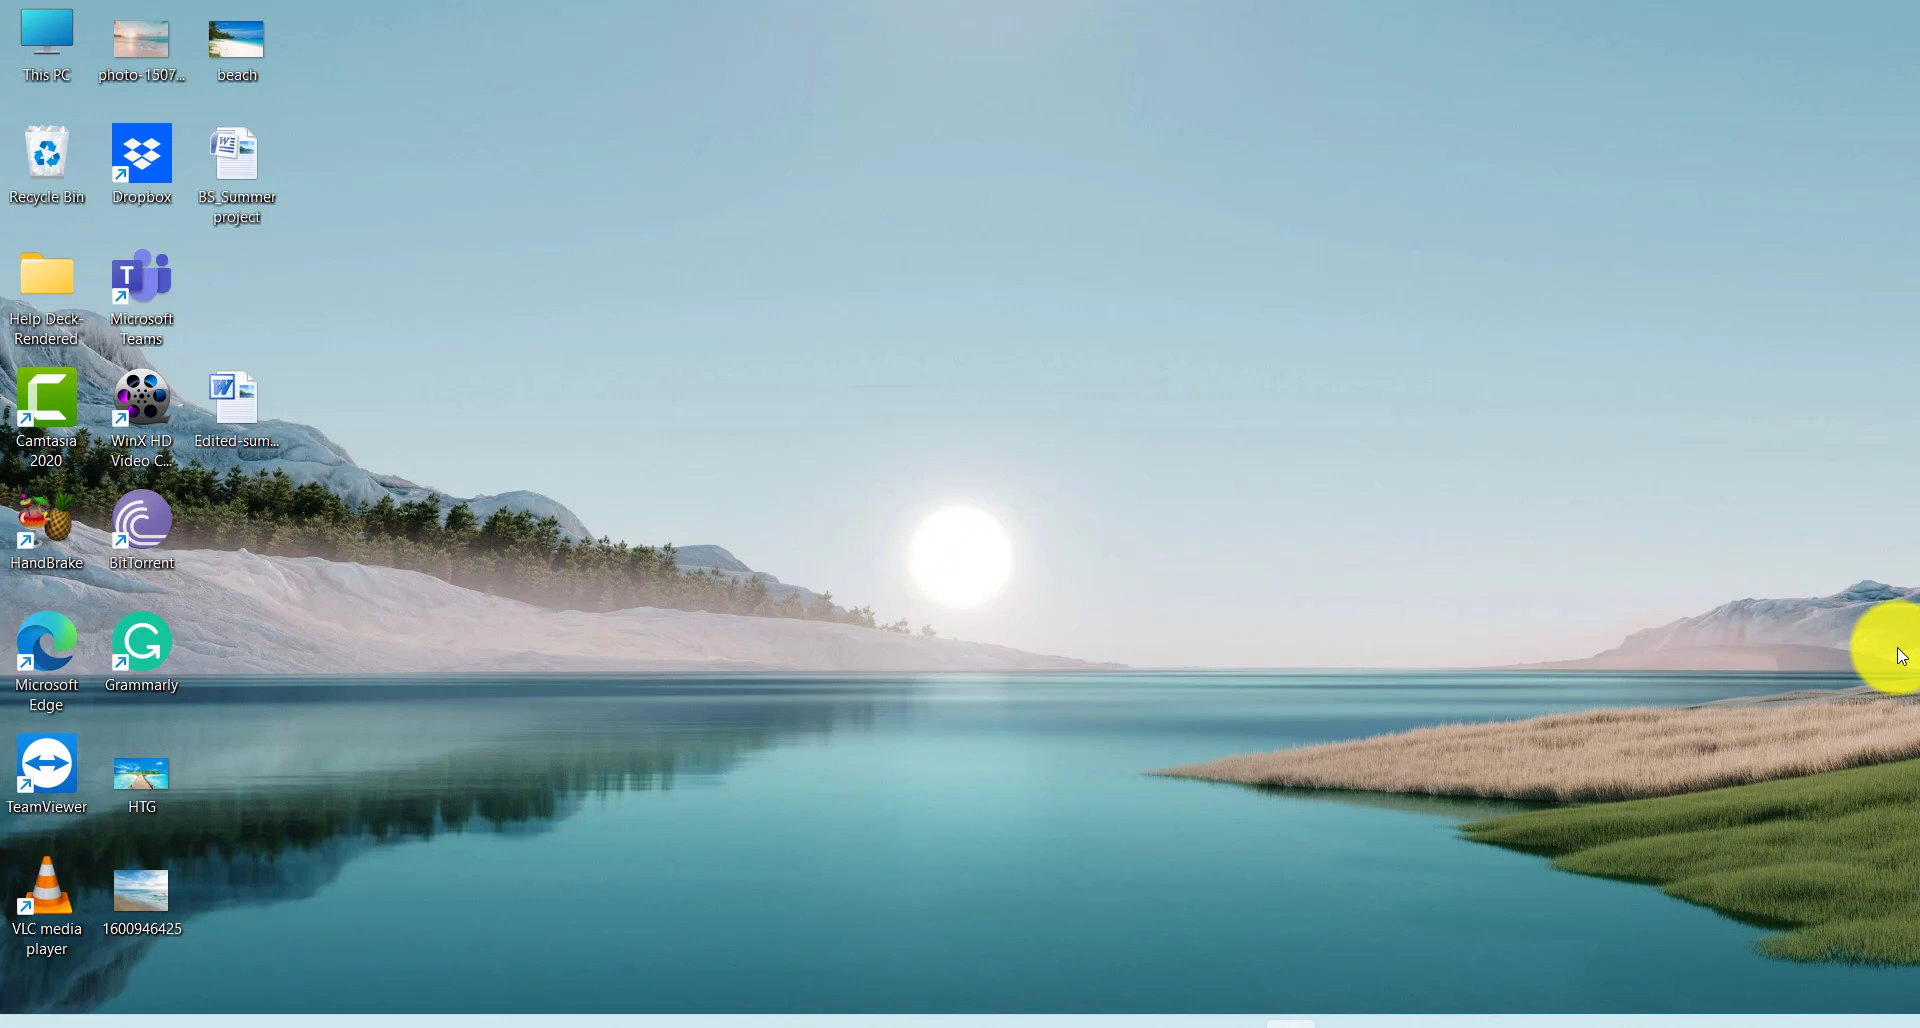 This PC
photo-1507...
beach
Recycle Bin
Dropbox
BS_Summer
project
Help Deck-
Rendered
Microsoft
Teams
Camtasia
2020
WinX HD
Video C...
Edited-sum...
HandBrake
BitTorrent
Microsoft
Edge
Grammarly
TeamViewer
HTG
VLC media
player
1600946425